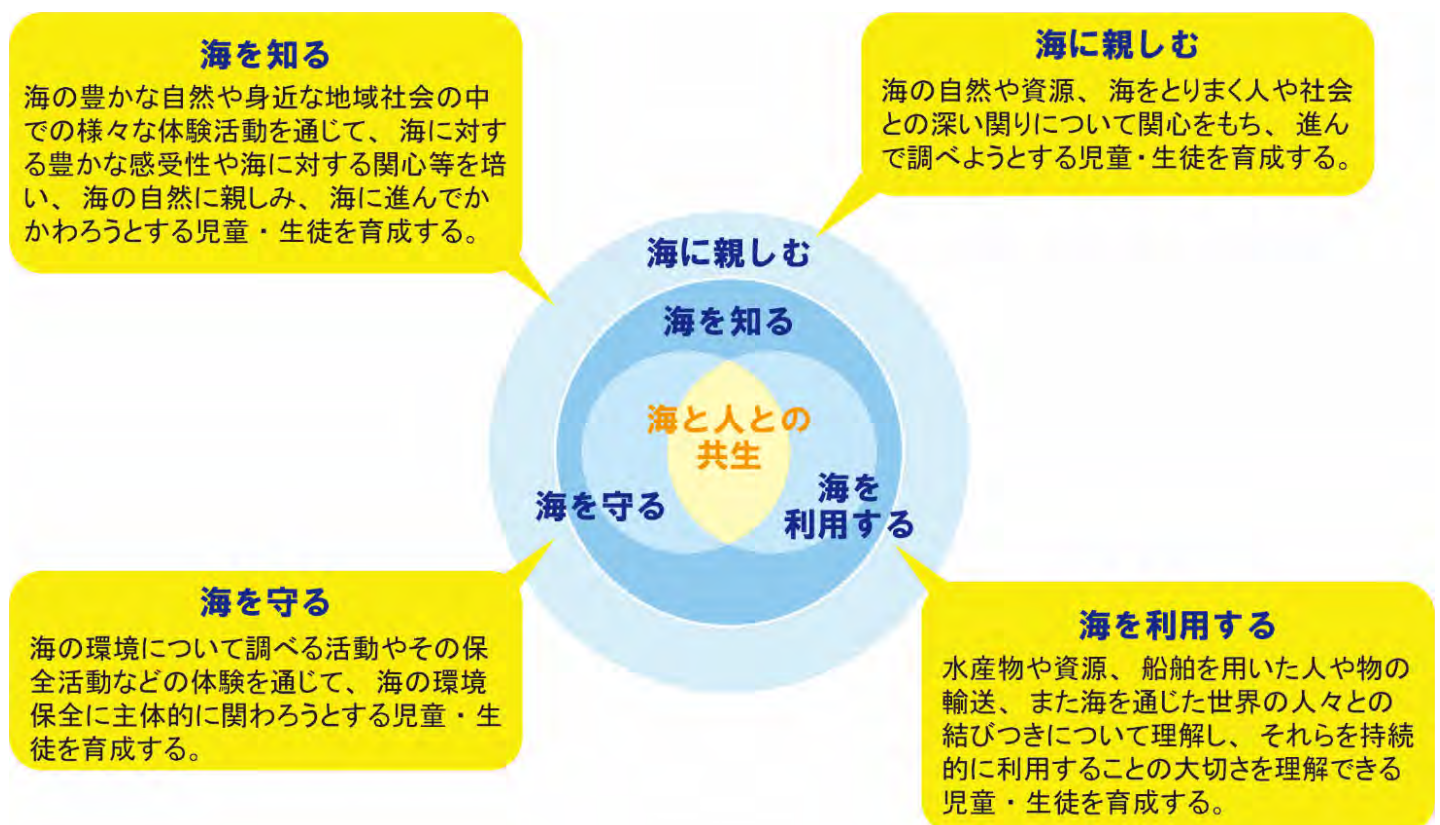 海を知る
海の豊かな自然や身近な地域社会の中
での様々な体験活動を通じて、海に対す
る豊かな感受性や海に対する関心等を培
い、海の自然に親しみ、海に進んでか
かわろうとする児童・生徒を育成する。
海に親しむ
海の自然や資源、海をとりまく人や社会
との深い関りについて関心をもち、進ん
で調べようとする児童・生徒を育成する。
海に親しむ
海を知る
海と人との
共生
海を守る
海を
利用する
海を守る
海の環境について調べる活動やその保
全活動などの体験を通じて、海の環境
保全に主体的に関わろうとする児童・生
徒を育成する。
海を利用する
水産物や資源、船舶を用いた人や物の
輸送、また海を通じた世界の人々との
結びつきについて理解し、それらを持続
的に利用することの大切さを理解できる
児童・生徒を育成する。